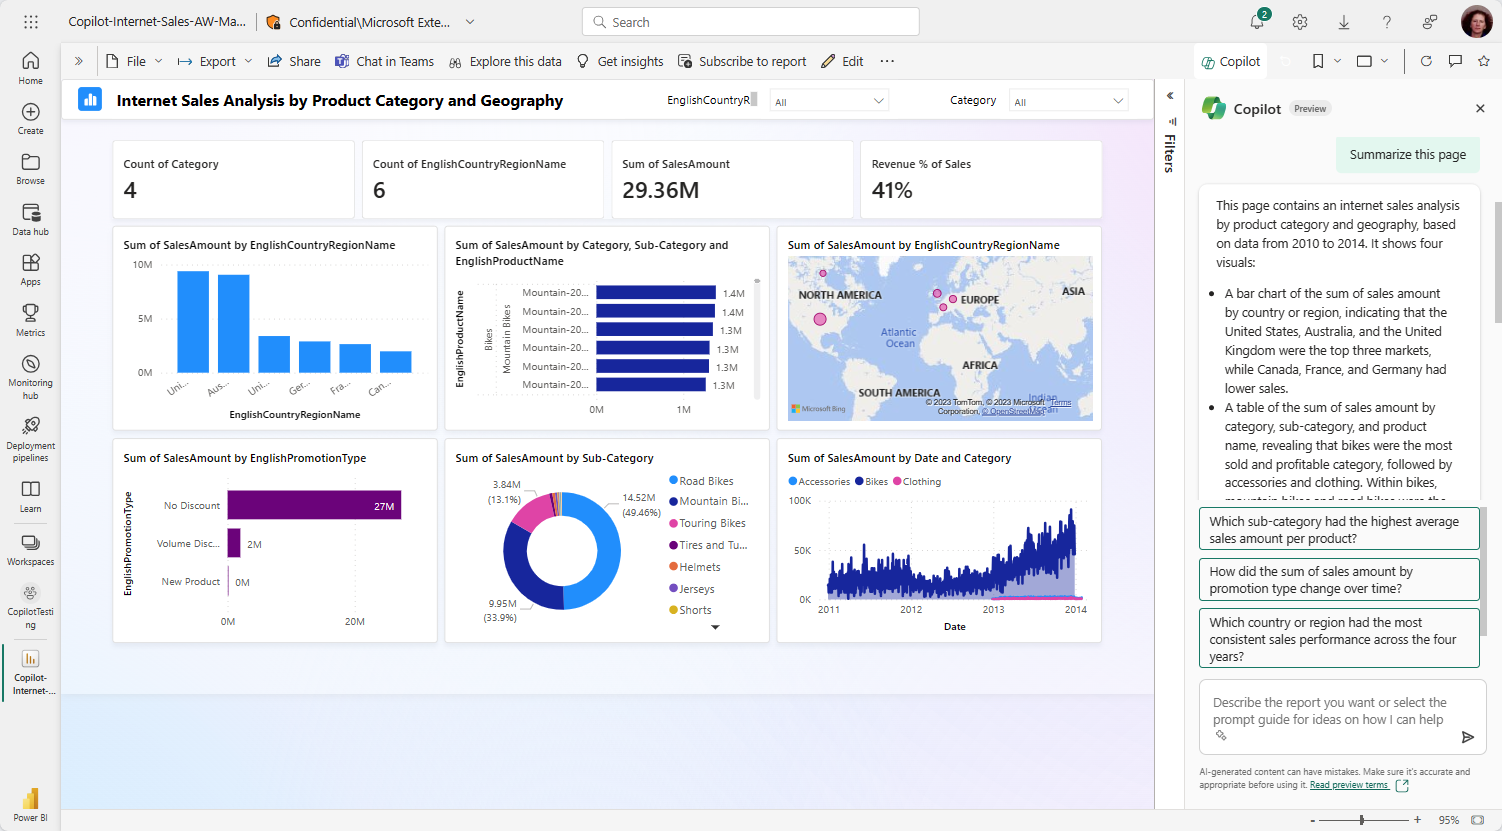 Copilot-Internet-Sales-AW-Ma...
Confidential\Microsoft Exte...
Search
2
Home
Create
Browse
Data hub
Apps
Metrics
Monitoring
hub
Deployment
pipelines
Learn
Workspaces
CopilotTesti
ng
Copilot-
Internet-...
Power BI
File
Export
Share
Chat in Teams
Explore this data
Get insights
Subscribe to report
Edit
Copilot
Internet Sales Analysis by Product Category and Geography
EnglishCountryR
All
Category
All
Filters
Count of Category
4
Count of EnglishCountryRegionName
6
Sum of SalesAmount
29.36M
Revenue % of Sales
41%
Sum of SalesAmount by EnglishCountryRegionName
10M
5M
0M
Uni...
Aus...
Uni...
Ger...
Fra...
Can...
EnglishCountryRegionName
Sum of SalesAmount by Category, Sub-Category and
EnglishProductName
EnglishProductName
Bikes
Mountain Bikes
Mountain-20... 1.4M
Mountain-20... 1.4M
Mountain-20... 1.3M
Mountain-20... 1.3M
Mountain-20... 1.3M
Mountain-20... 1.3M
0M 1M
Sum of SalesAmount by EnglishCountryRegionName
NORTH AMERICA
EUROPE
ASIA
Atlantic
Ocean
AFRICA
SOUTH AMERICA
Indian
Ocean
Microsoft Bing
© 2023 TomTom, © 2023 Microsoft Terms
Corporation, © OpenStreetMap
Sum of SalesAmount by EnglishPromotionType
EnglishPromotionType
No Discount 27M
Volume Disc... 2M
New Product 0M
0M 20M
Sum of SalesAmount by Sub-Category
3.84M
(13.1%)
14.52M
(49.46%)
9.95M
(33.9%)
Road Bikes
Mountain Bi...
Touring Bikes
Tires and Tu...
Helmets
Jerseys
Shorts
Sum of SalesAmount by Date and Category
Accessories Bikes Clothing
100K
50K
0K
2011 2012 2013 2014
Date
Copilot
Preview
Summarize this page
This page contains an internet sales analysis
by product category and geography, based
on data from 2010 to 2014. It shows four
visuals:
• A bar chart of the sum of sales amount
by country or region, indicating that the
United States, Australia, and the United
Kingdom were the top three markets,
while Canada, France, and Germany had
lower sales.
• A table of the sum of sales amount by
category, sub-category, and product
name, revealing that bikes were the most
sold and profitable category, followed by
accessories and clothing. Within bikes,
mountain bikes and road bikes were the
Which sub-category had the highest average
sales amount per product?
How did the sum of sales amount by
promotion type change over time?
Which country or region had the most
consistent sales performance across the four
years?
Describe the report you want or select the
prompt guide for ideas on how I can help
AI-generated content can have mistakes. Make sure it's accurate and
appropriate before using it. Read preview terms
- + 95%